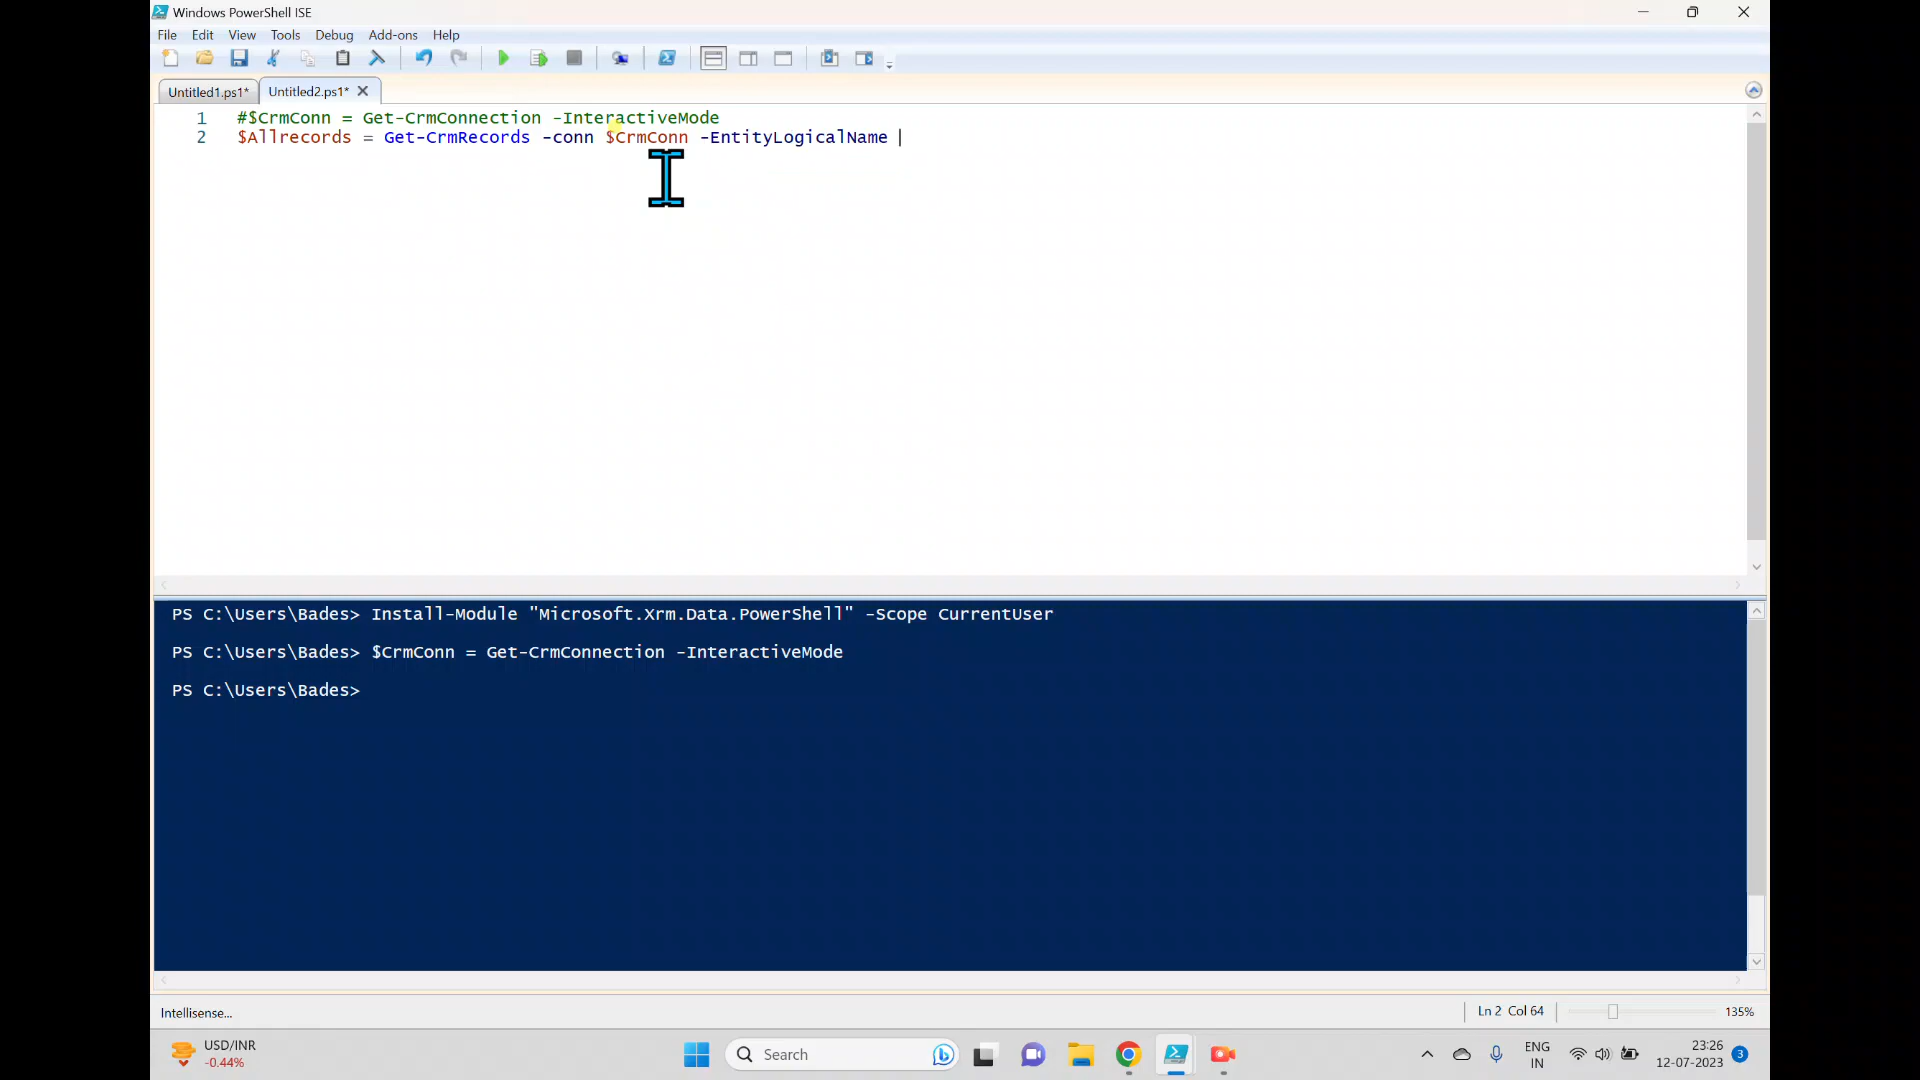 Windows PowerShell ISE
File Edit View Tools Debug Add-ons Help
Untitled1.ps1* Untitled2.ps1*
1 #$CrmConn = Get-CrmConnection -InteractiveMode
2 $Allrecords = Get-CrmRecords -conn $CrmConn -EntityLogicalName
PS C:\Users\Bades> Install-Module "Microsoft.Xrm.Data.PowerShell" -Scope CurrentUser
PS C:\Users\Bades> $CrmConn = Get-CrmConnection -InteractiveMode
PS C:\Users\Bades>
Intellisense... Ln 2 Col 64 135%
USD/INR
-0.44%
Search
ENG
IN
23:26
12-07-2023
3